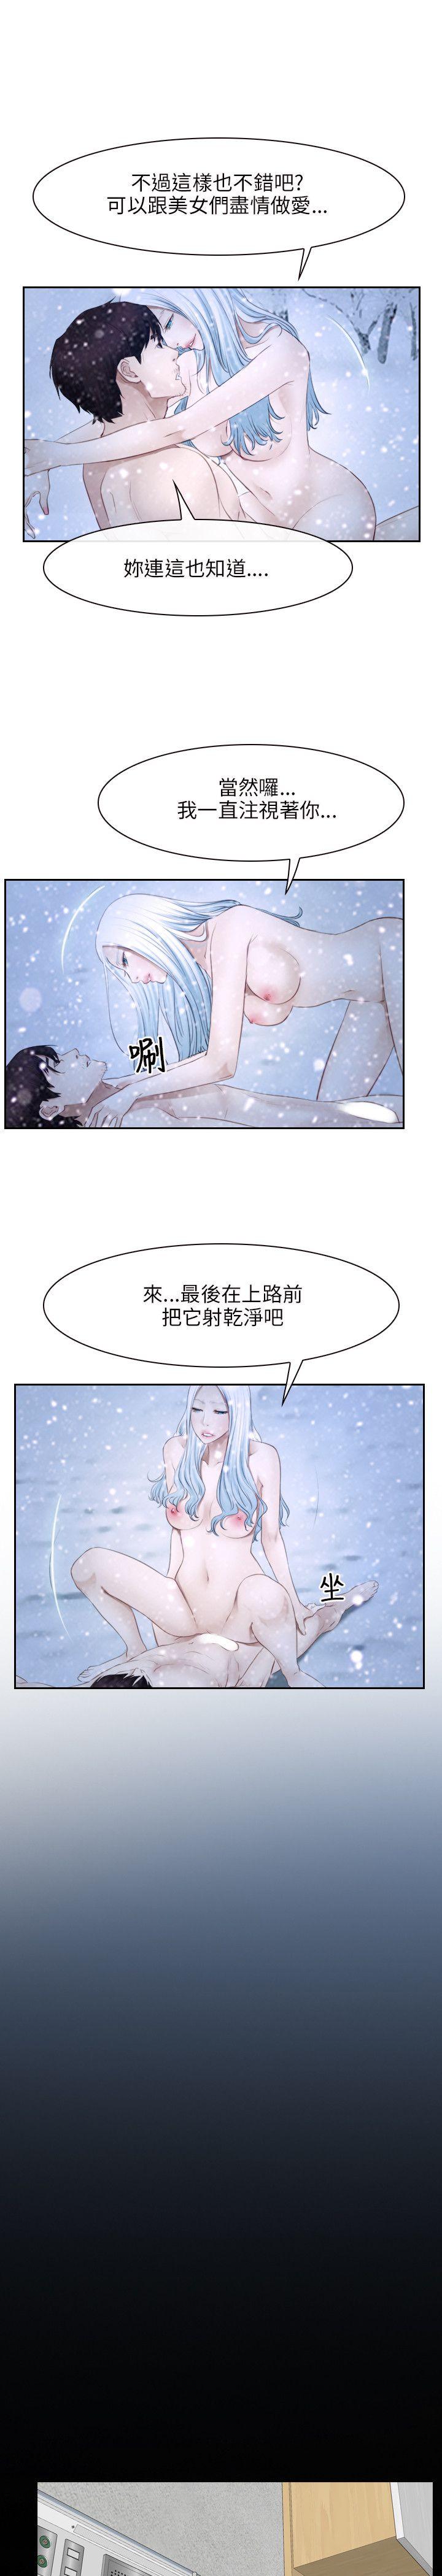 不過這樣也不錯吧?
可以跟美女們盡情做愛...
妳連這也知道....
當然囉...
我一直注視著你...
唰
來...最後在上路前
把它射乾淨吧
坐